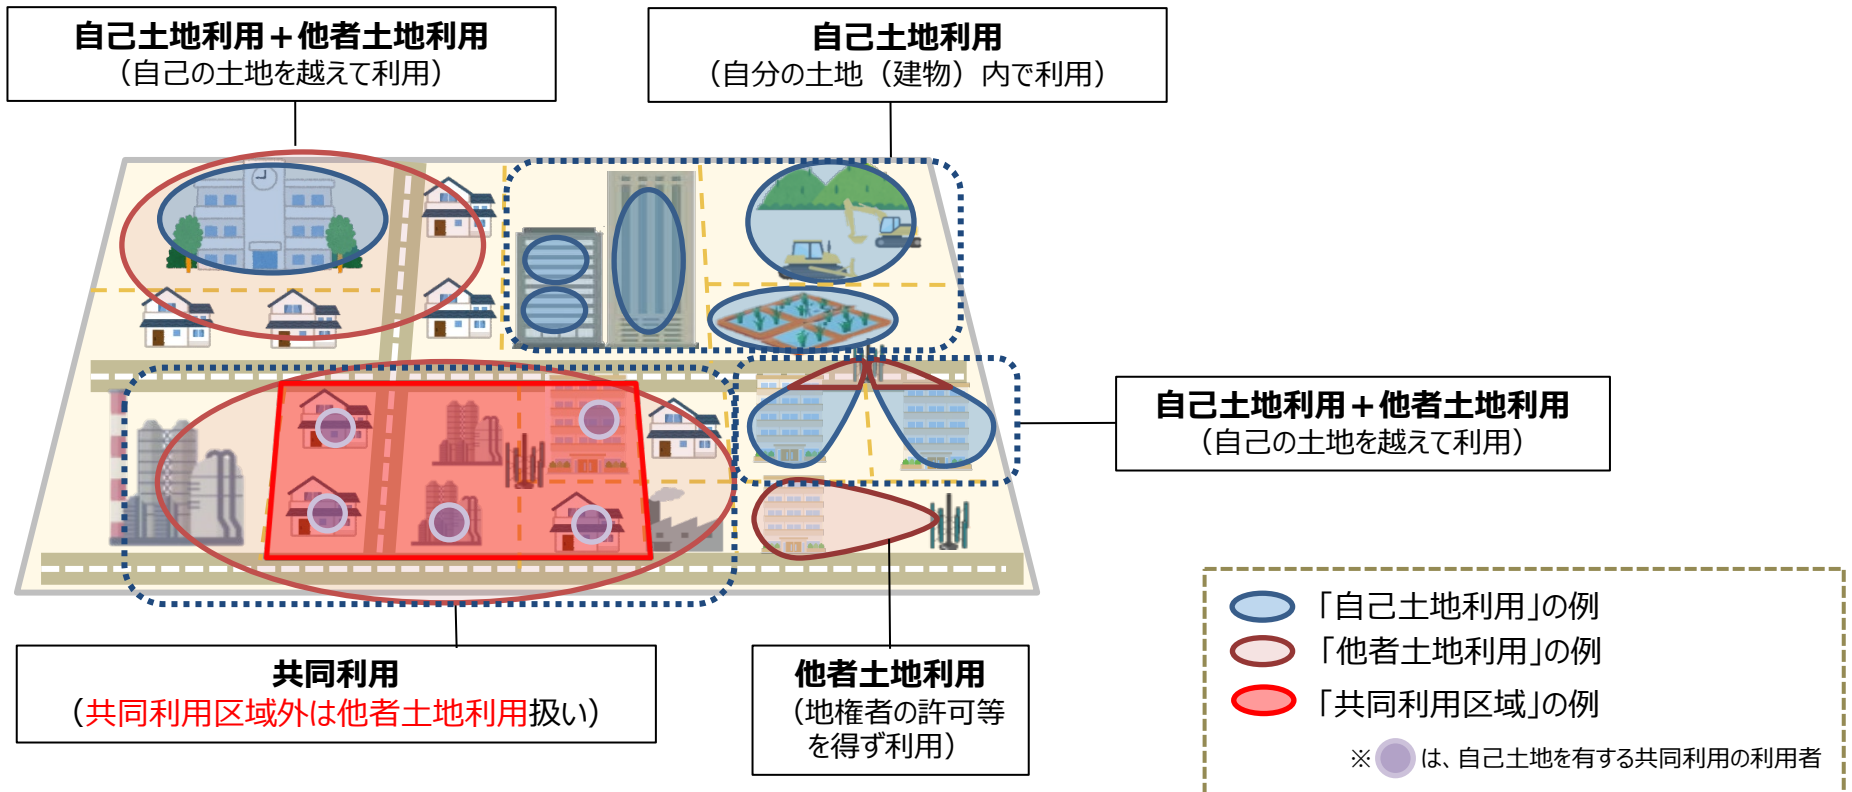 自己土地利用＋他者土地利用
（自己の土地を越えて利用）
自己土地利用
（自分の土地（建物）内で利用）
自己土地利用＋他者土地利用
（自己の土地を越えて利用）
共同利用
（共同利用区域外は他者土地利用扱い）
他者土地利用
（地権者の許可等
を得ず利用）
「自己土地利用」の例
「他者土地利用」の例
「共同利用区域」の例
※　は、自己土地を有する共同利用の利用者